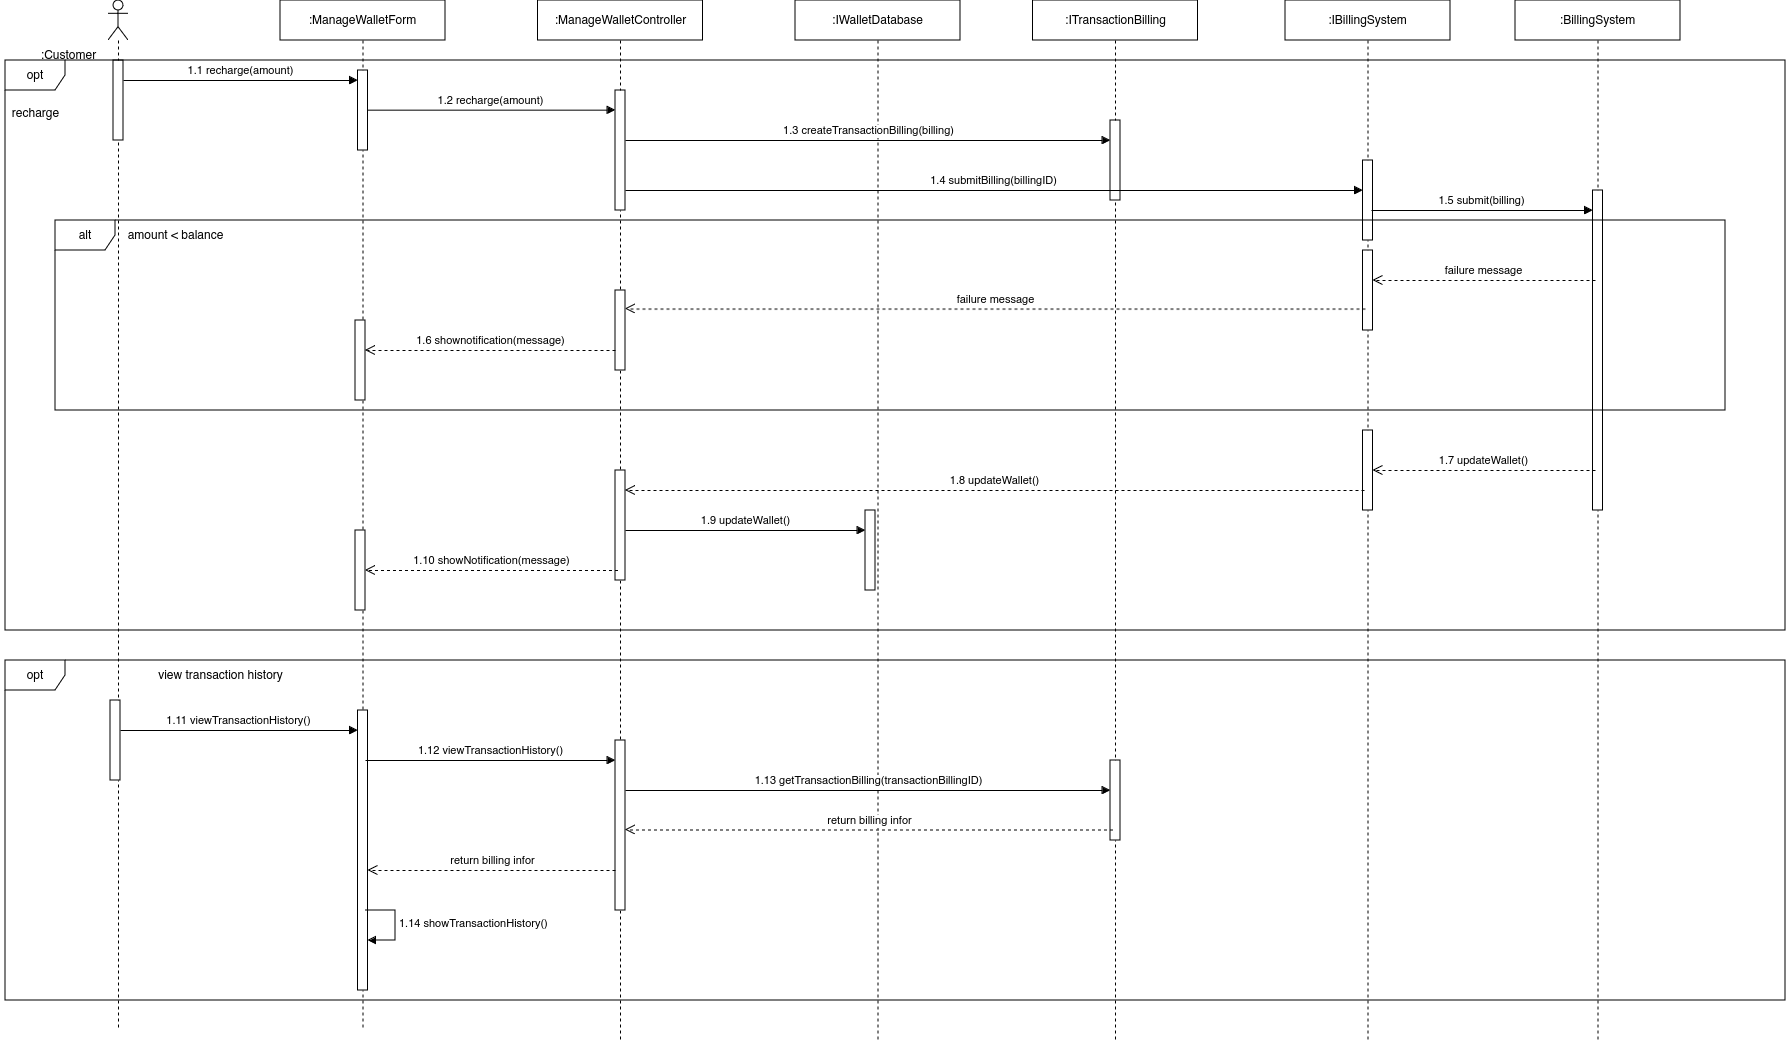 :ManageWalletForm
:ManageWalletController
:IWalletDatabase
:ITransactionBilling
:IBillingSystem
:BillingSystem
:Customer
opt
1.1 recharge(amount)
recharge
1.2 recharge(amount)
1.3 createTransactionBilling(billing)
1.4 submitBilling(billingID)
1.5 submit(billing)
alt
amount < balance
failure message
failure message
1.6 shownotification(message)
1.7 updateWallet()
1.8 updateWallet()
1.9 updateWallet()
1.10 showNotification(message)
opt
view transaction history
1.11 viewTransactionHistory()
1.12 viewTransactionHistory()
1.13 getTransactionBilling(transactionBillingID)
return billing infor
return billing infor
1.14 showTransactionHistory()